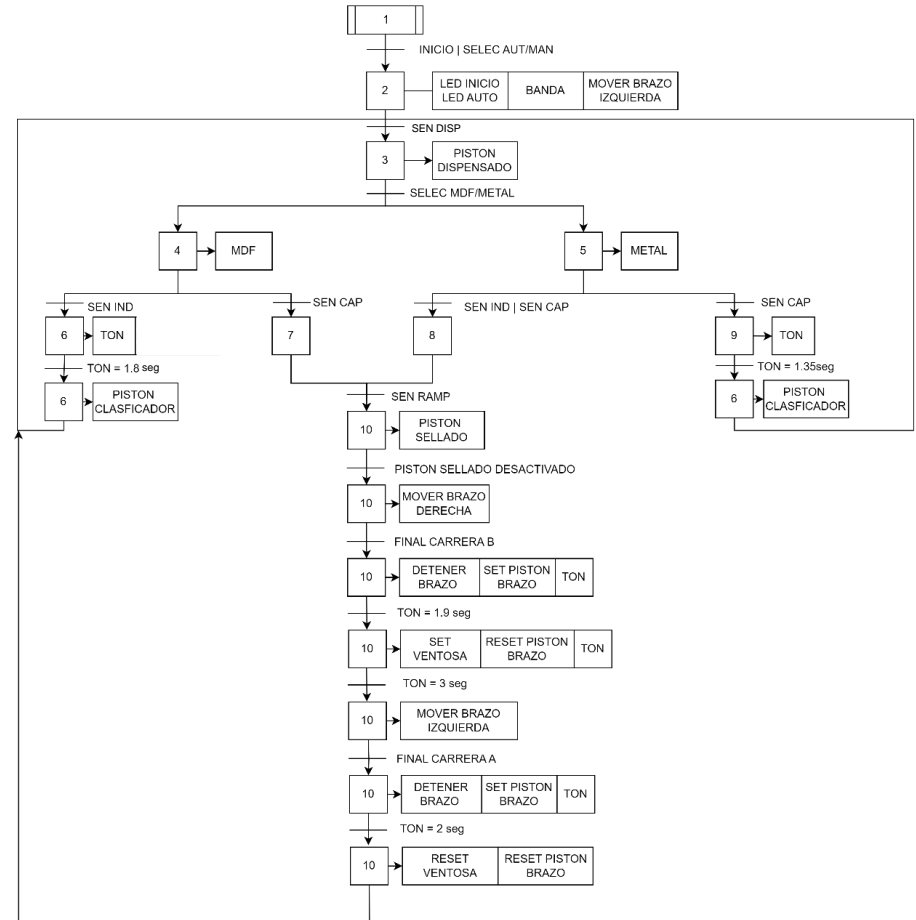 1
INICIO | SELEC AUT/MAN
2
LED INICIO
LED AUTO
BANDA
MOVER BRAZO
IZQUIERDA
SEN DISP
3
PISTON
DISPENSADO
SELEC MDF/METAL
4
MDF
5
METAL
SEN IND
SEN CAP
SEN IND | SEN CAP
SEN CAP
6
TON
7
8
9
TON
TON = 1.8 seg
TON = 1.35seg
6
PISTON
CLASFICADOR
6
PISTON
CLASFICADOR
SEN RAMP
10
PISTON
SELLADO
PISTON SELLADO DESACTIVADO
10
MOVER BRAZO
DERECHA
FINAL CARRERA B
10
DETENER
BRAZO
SET PISTON
BRAZO
TON
TON = 1.9 seg
10
SET
VENTOSA
RESET PISTON
BRAZO
TON
TON = 3 seg
10
MOVER BRAZO
IZQUIERDA
FINAL CARRERA A
10
DETENER
BRAZO
SET PISTON
BRAZO
TON
TON = 2 seg
10
RESET
VENTOSA
RESET PISTON
BRAZO